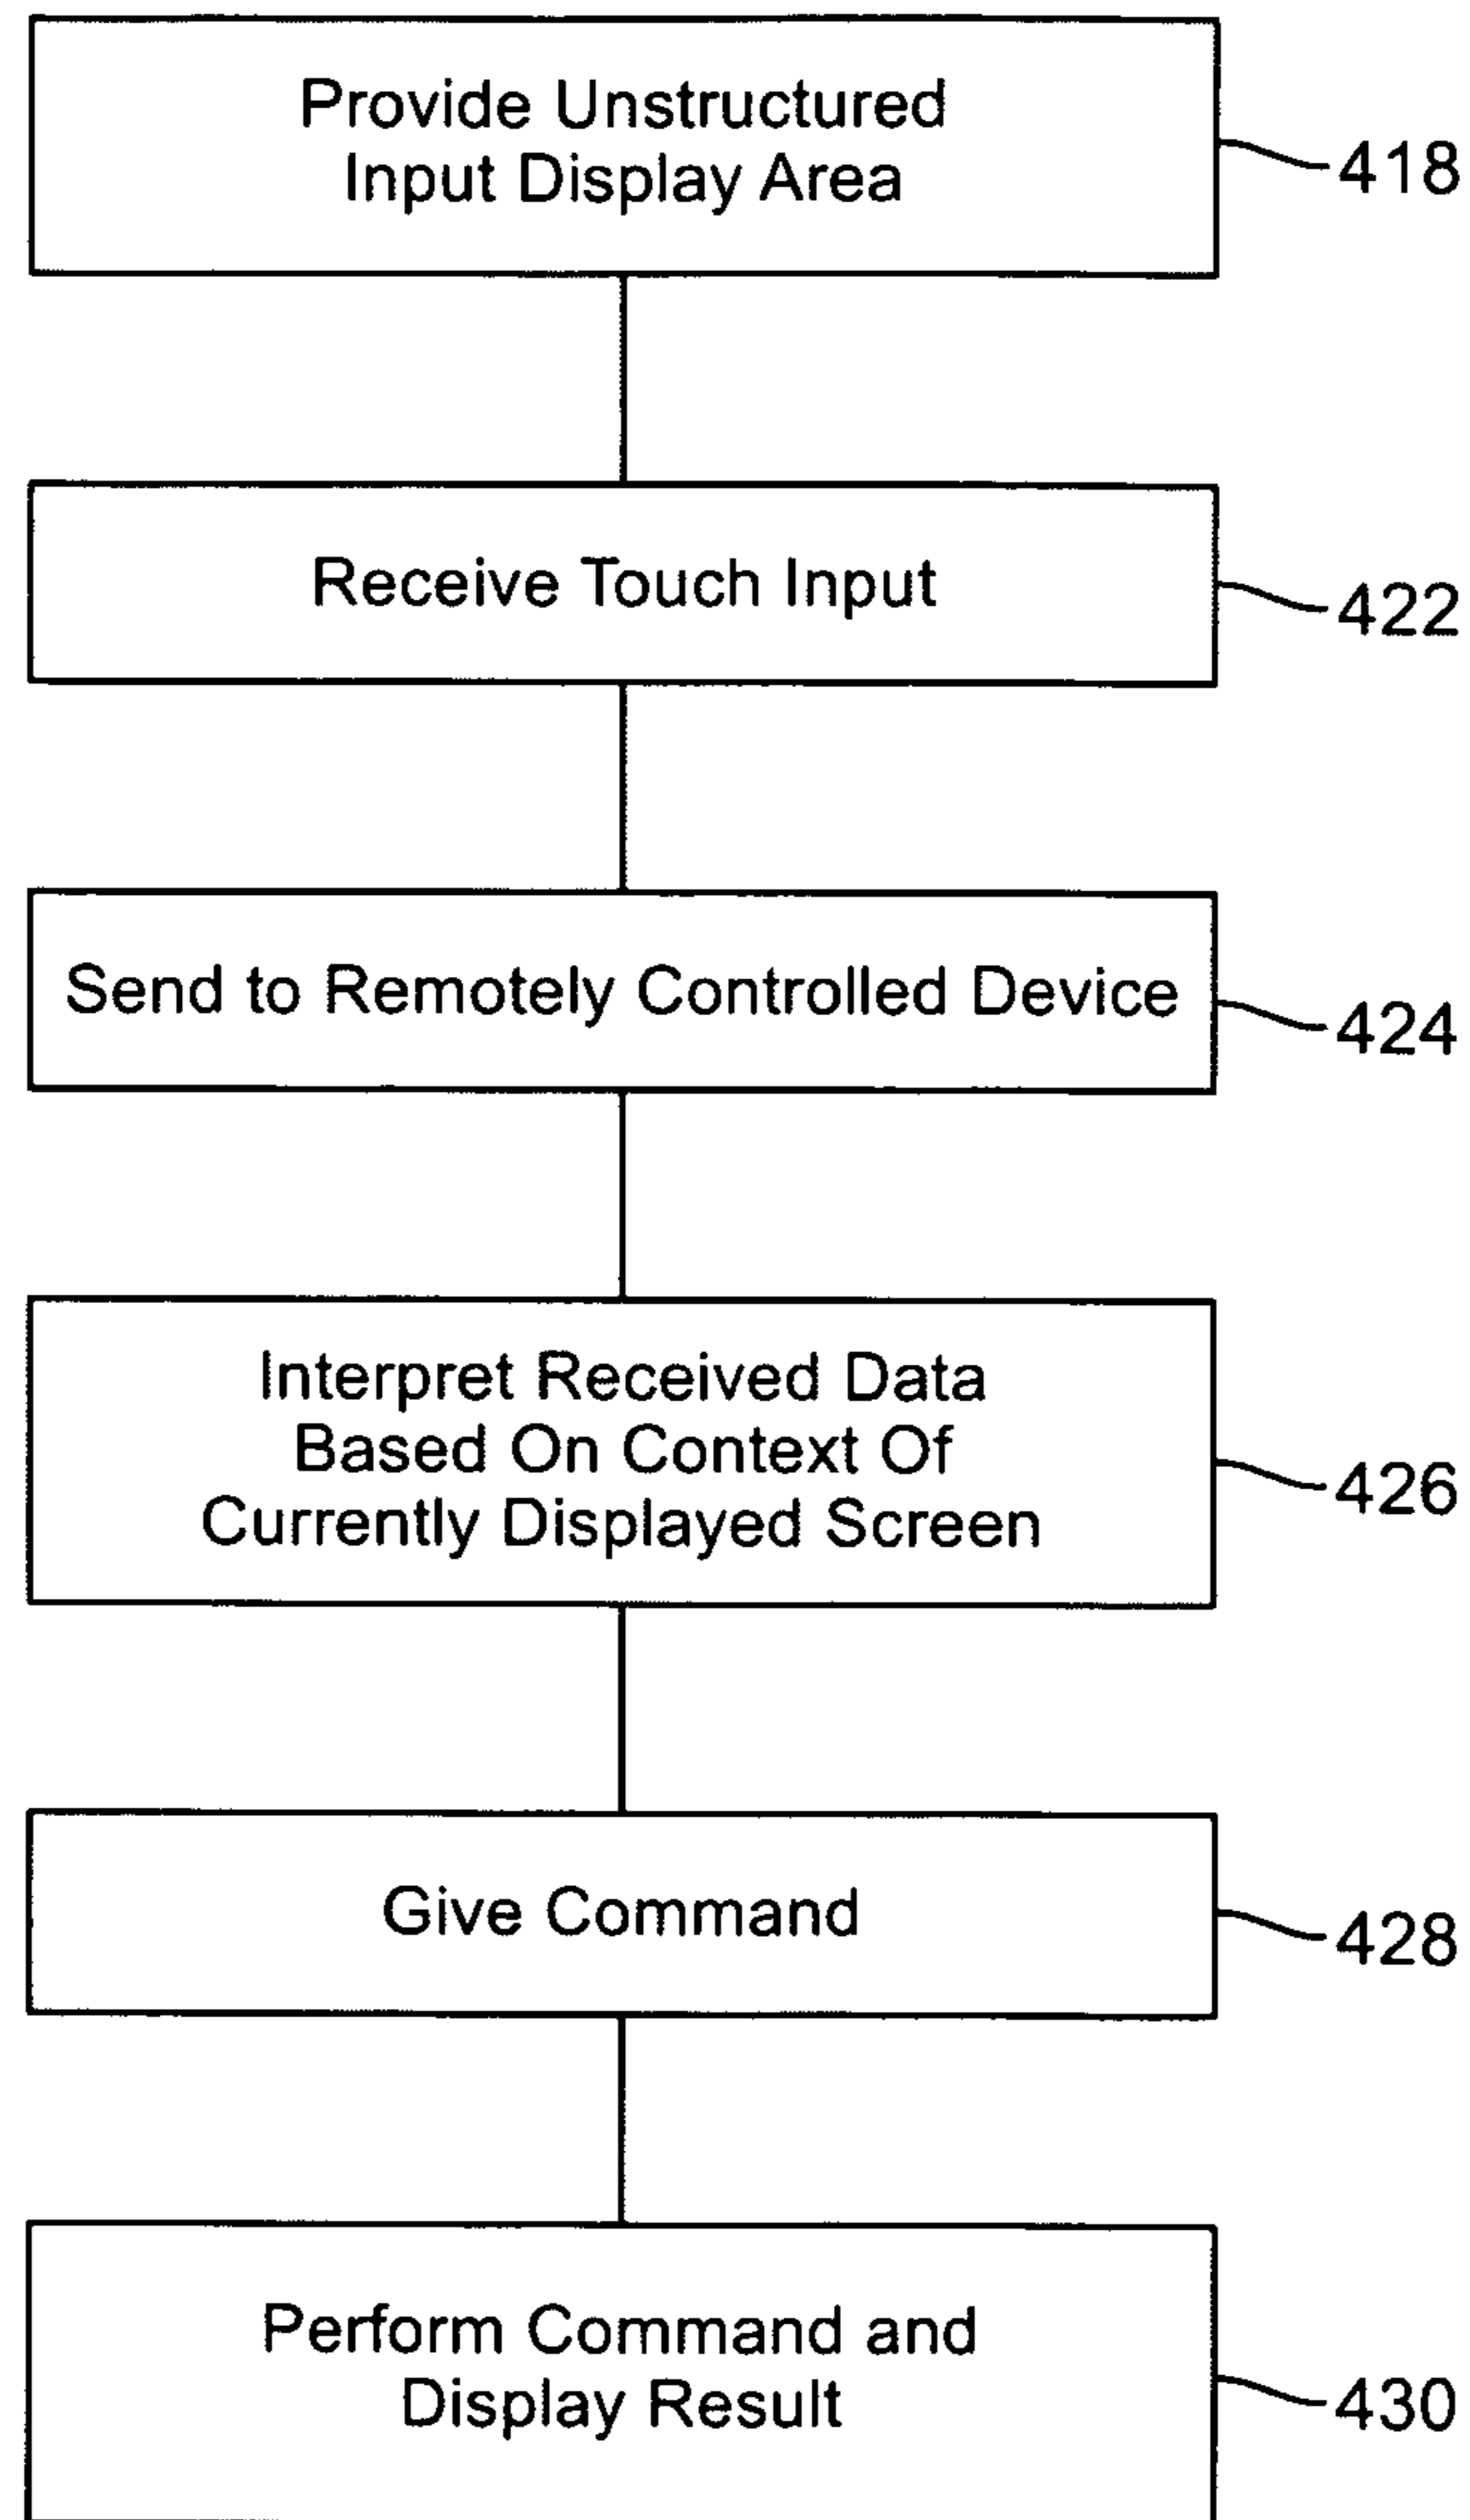 Provide Unstructured
Input Display Area
418
Receive Touch Input
422
Send to Remotely Controlled Device
424
Interpret Received Data
Based On Context Of
Currently Displayed Screen
426
Give Command
428
Perform Command and
Display Result
430